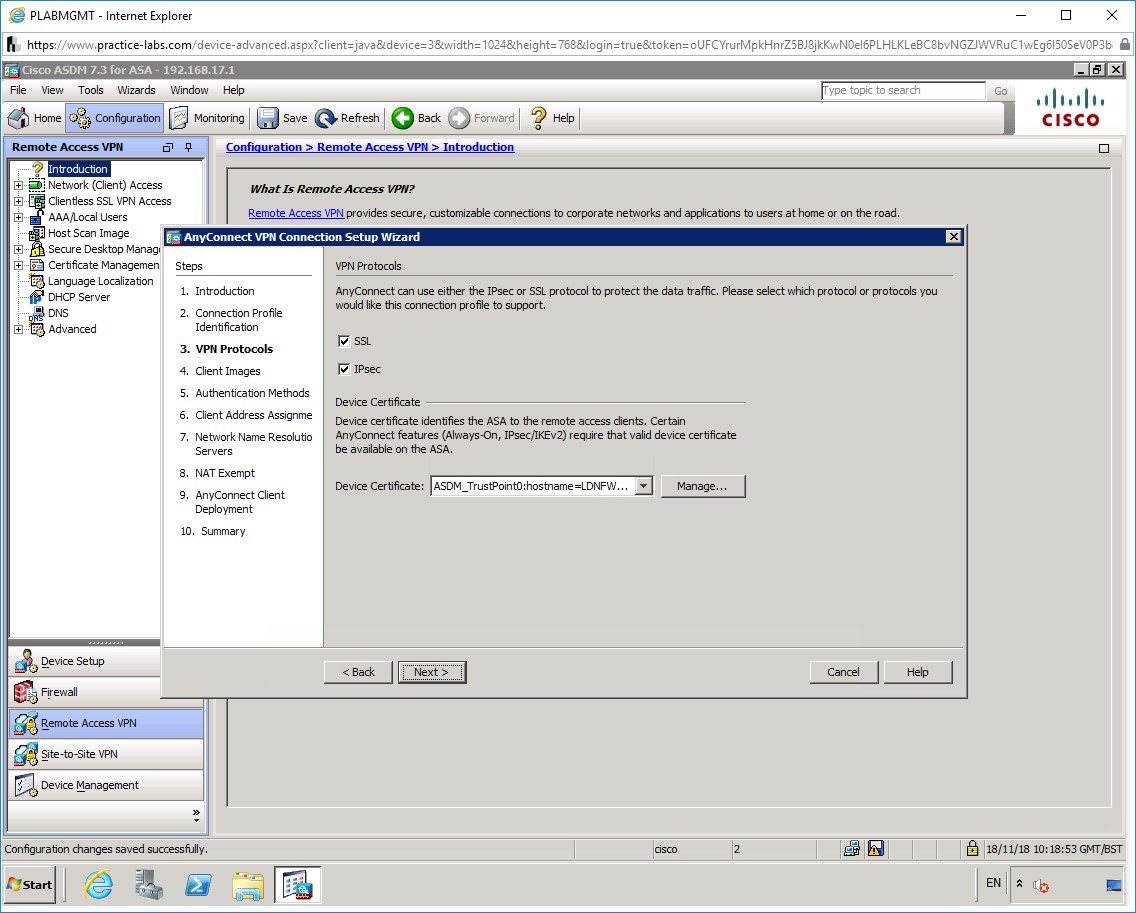 PLABMGMT - Internet Explorer
https://www.practice-labs.com/device-advanced.aspx?client=java&device=3&width=1024&height=768&login=true&token=
Cisco ASDM 7.3 for ASA - 192.168.17.1
File View Tools Wizards Window Help
Type topic to search
Go
Home Configuration Monitoring Save Refresh Back Forward Help
CISCO
Remote Access VPN
Configuration > Remote Access VPN > Introduction
Introduction
Network (Client) Access
Clientless SSL VPN Access
AAA/Local Users
Host Scan Image
Secure Desktop Manag
Certificate Managemen
Language Localization
DHCP Server
DNS
Advanced
What Is Remote Access VPN?
Remote Access VPN provides secure, customizable connections to corporate networks and applications to users at home or on the road.
AnyConnect VPN Connection Setup Wizard
Steps
1. Introduction
2. Connection Profile
Identification
3. VPN Protocols
4. Client Images
5. Authentication Methods
6. Client Address Assignme
7. Network Name Resolutio
Servers
8. NAT Exempt
9. AnyConnect Client
Deployment
10. Summary
VPN Protocols
AnyConnect can use either the IPsec or SSL protocol to protect the data traffic. Please select which protocol or protocols you
would like this connection profile to support.
SSL
IPsec
Device Certificate
Device certificate identifies the ASA to the remote access clients. Certain
AnyConnect features (Always-On, IPsec/IKEv2) require that valid device certificate
be available on the ASA.
Device Certificate: ASDM_TrustPoint0:hostname=LDNFW... Manage...
< Back Next > Cancel Help
Device Setup
Firewall
Remote Access VPN
Site-to-Site VPN
Device Management
Configuration changes saved successfully.
cisco
2
18/11/18 10:18:53 GMT/BST
Start
EN